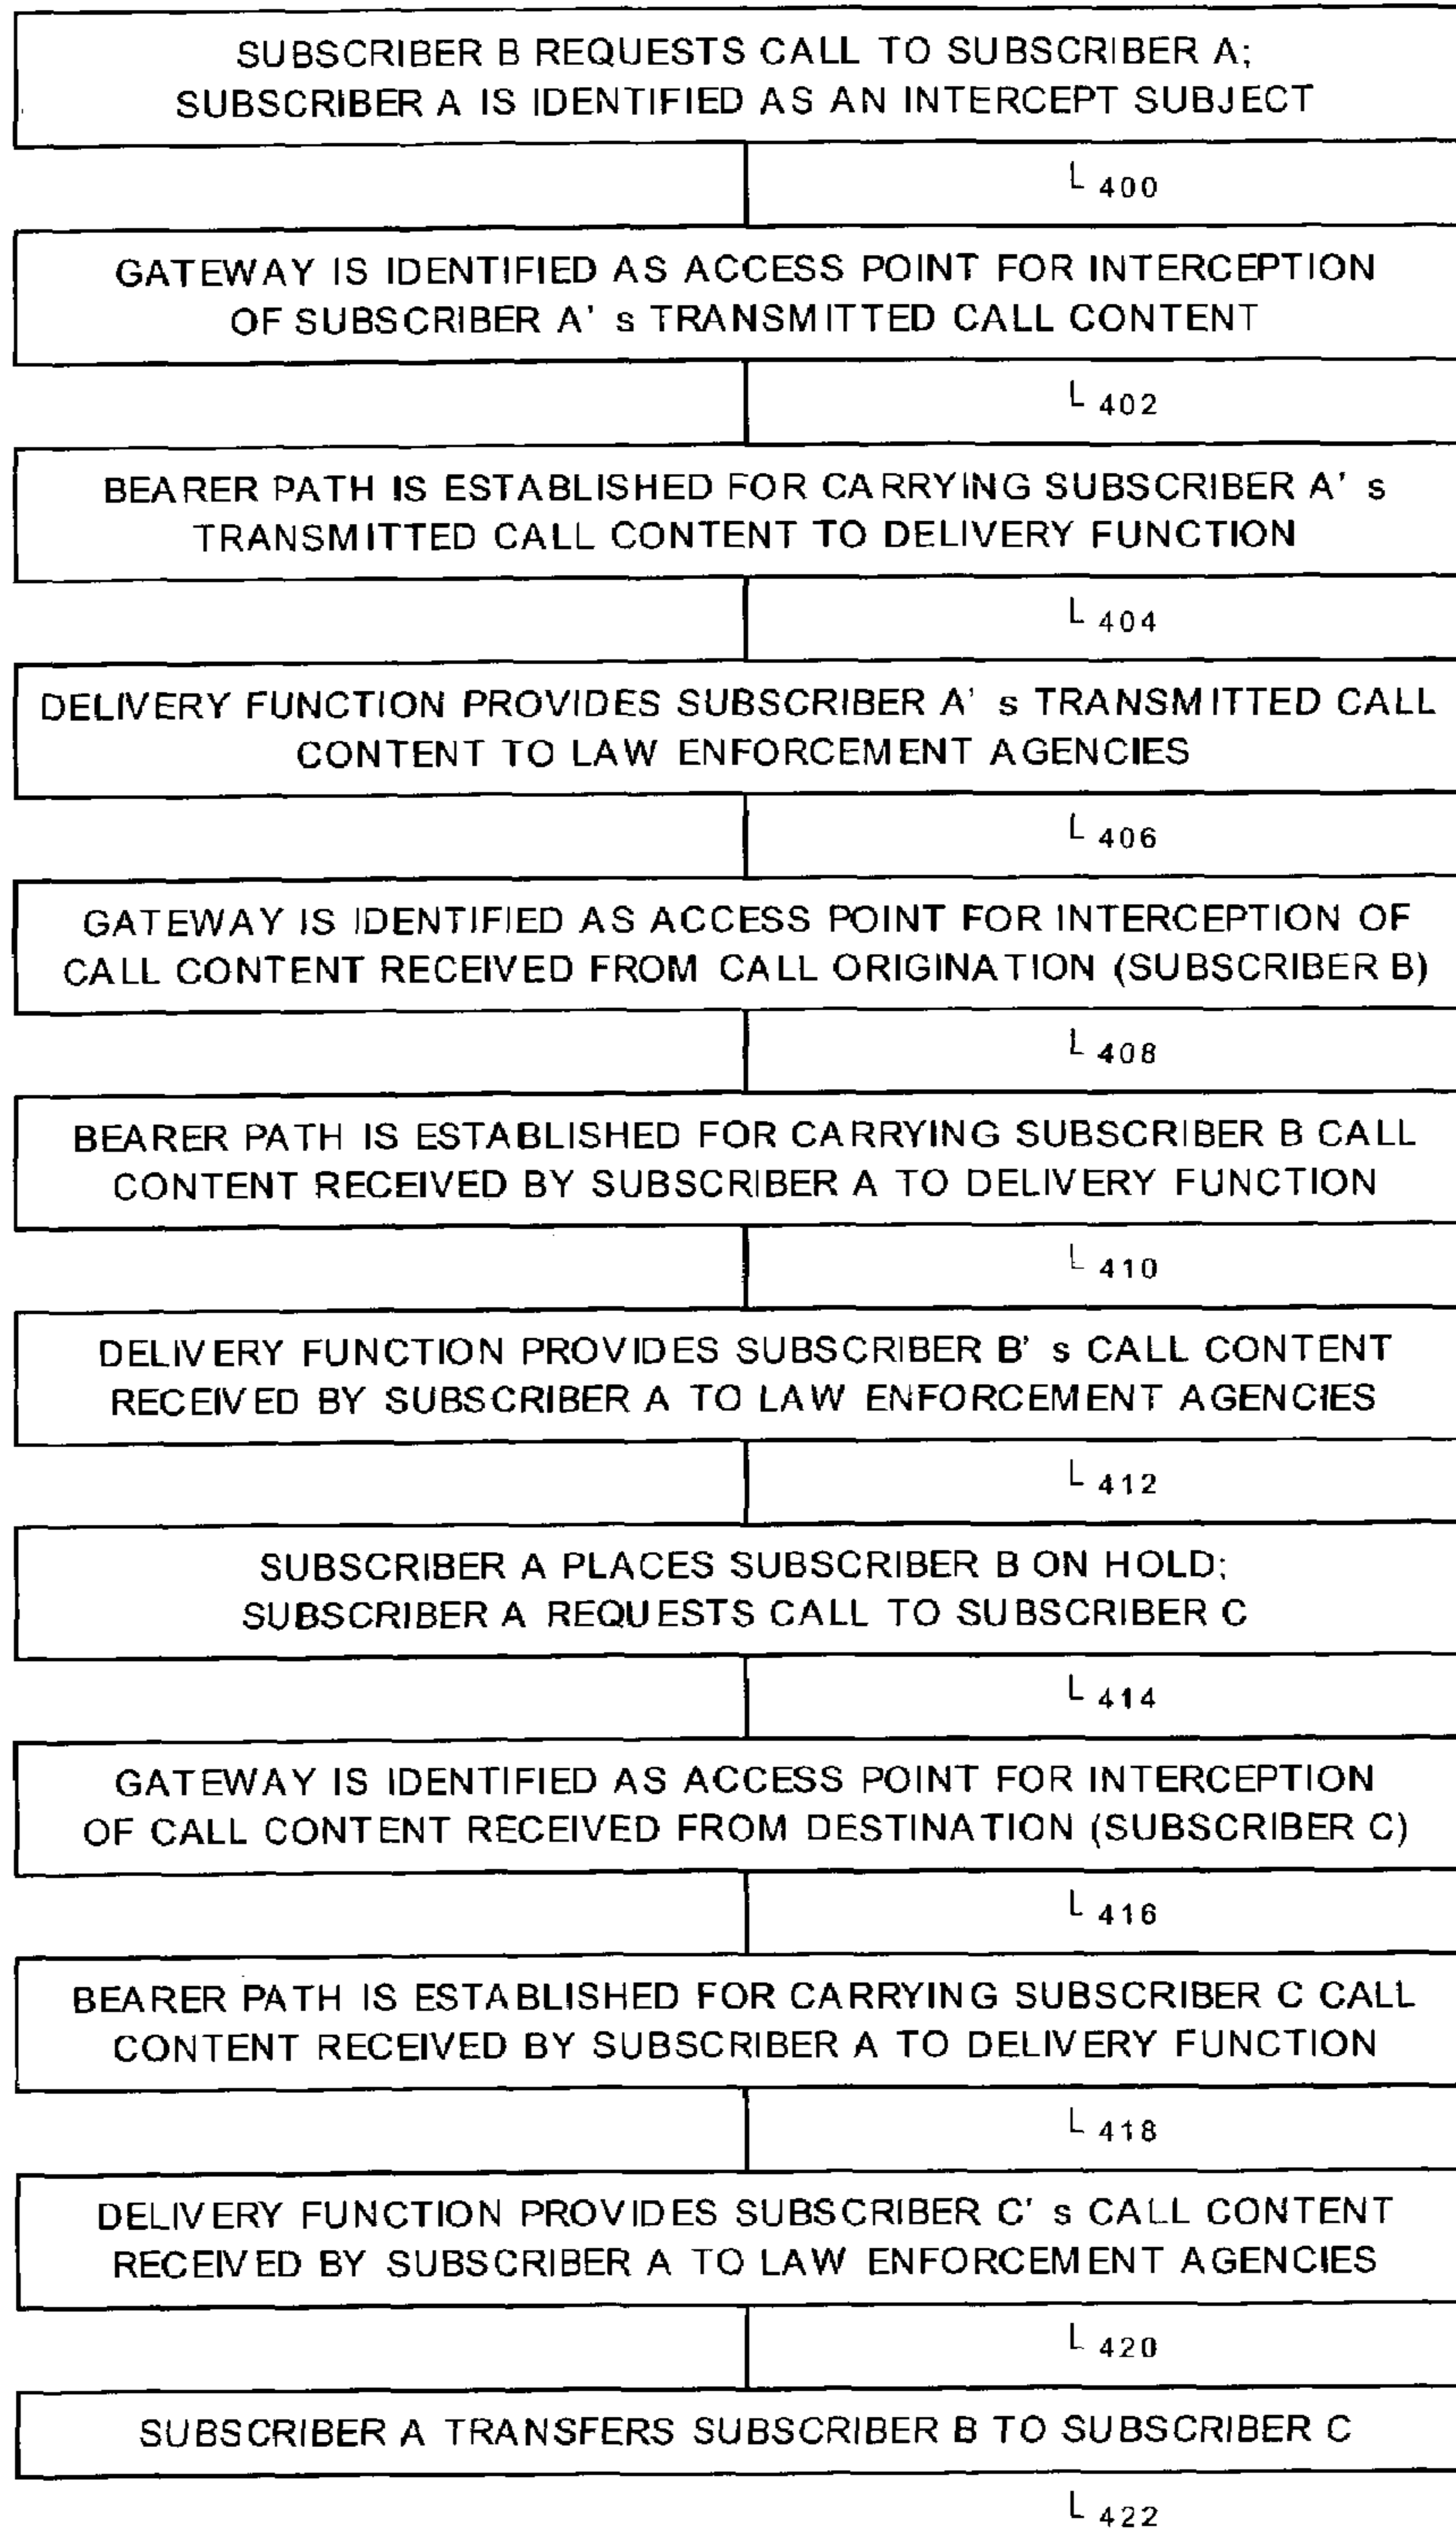 SUBSCRIBER B REQUESTS CALL TO SUBSCRIBER A;
SUBSCRIBER A IS IDENTIFIED AS AN INTERCEPT SUBJECT
400
GATEWAY IS IDENTIFIED AS ACCESS POINT FOR INTERCEPTION
OF SUBSCRIBER A' s TRANSMITTED CALL CONTENT
402
BEARER PATH IS ESTABLISHED FOR CARRYING SUBSCRIBER A' s
TRANSMITTED CALL CONTENT TO DELIVERY FUNCTION
404
DELIVERY FUNCTION PROVIDES SUBSCRIBER A' s TRANSMITTED CALL
CONTENT TO LAW ENFORCEMENT AGENCIES
406
GATEWAY IS IDENTIFIED AS ACCESS POINT FOR INTERCEPTION OF
CALL CONTENT RECEIVED FROM CALL ORIGINATION (SUBSCRIBER B)
408
BEARER PATH IS ESTABLISHED FOR CARRYING SUBSCRIBER B CALL
CONTENT RECEIVED BY SUBSCRIBER A TO DELIVERY FUNCTION
410
DELIVERY FUNCTION PROVIDES SUBSCRIBER B' s CALL CONTENT
RECEIVED BY SUBSCRIBER A TO LAW ENFORCEMENT AGENCIES
412
SUBSCRIBER A PLACES SUBSCRIBER B ON HOLD;
SUBSCRIBER A REQUESTS CALL TO SUBSCRIBER C
414
GATEWAY IS IDENTIFIED AS ACCESS POINT FOR INTERCEPTION
OF CALL CONTENT RECEIVED FROM DESTINATION (SUBSCRIBER C)
416
BEARER PATH IS ESTABLISHED FOR CARRYING SUBSCRIBER C CALL
CONTENT RECEIVED BY SUBSCRIBER A TO DELIVERY FUNCTION
418
DELIVERY FUNCTION PROVIDES SUBSCRIBER C' s CALL CONTENT
RECEIVED BY SUBSCRIBER A TO LAW ENFORCEMENT AGENCIES
420
SUBSCRIBER A TRANSFERS SUBSCRIBER B TO SUBSCRIBER C
422